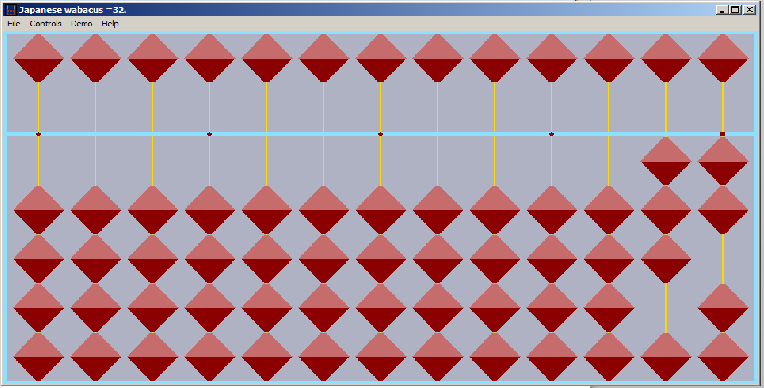 Japanese wabacus =32.
File Controls Demo Help